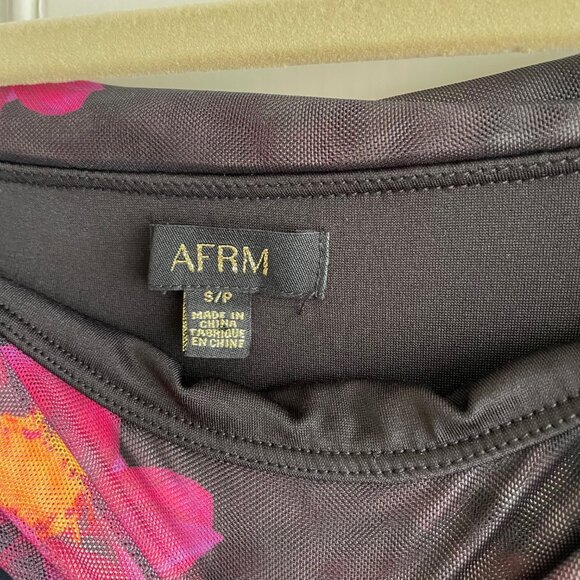 AFRM
S/P
MADE IN
CHINA
FABRIQUE
EN CHINE